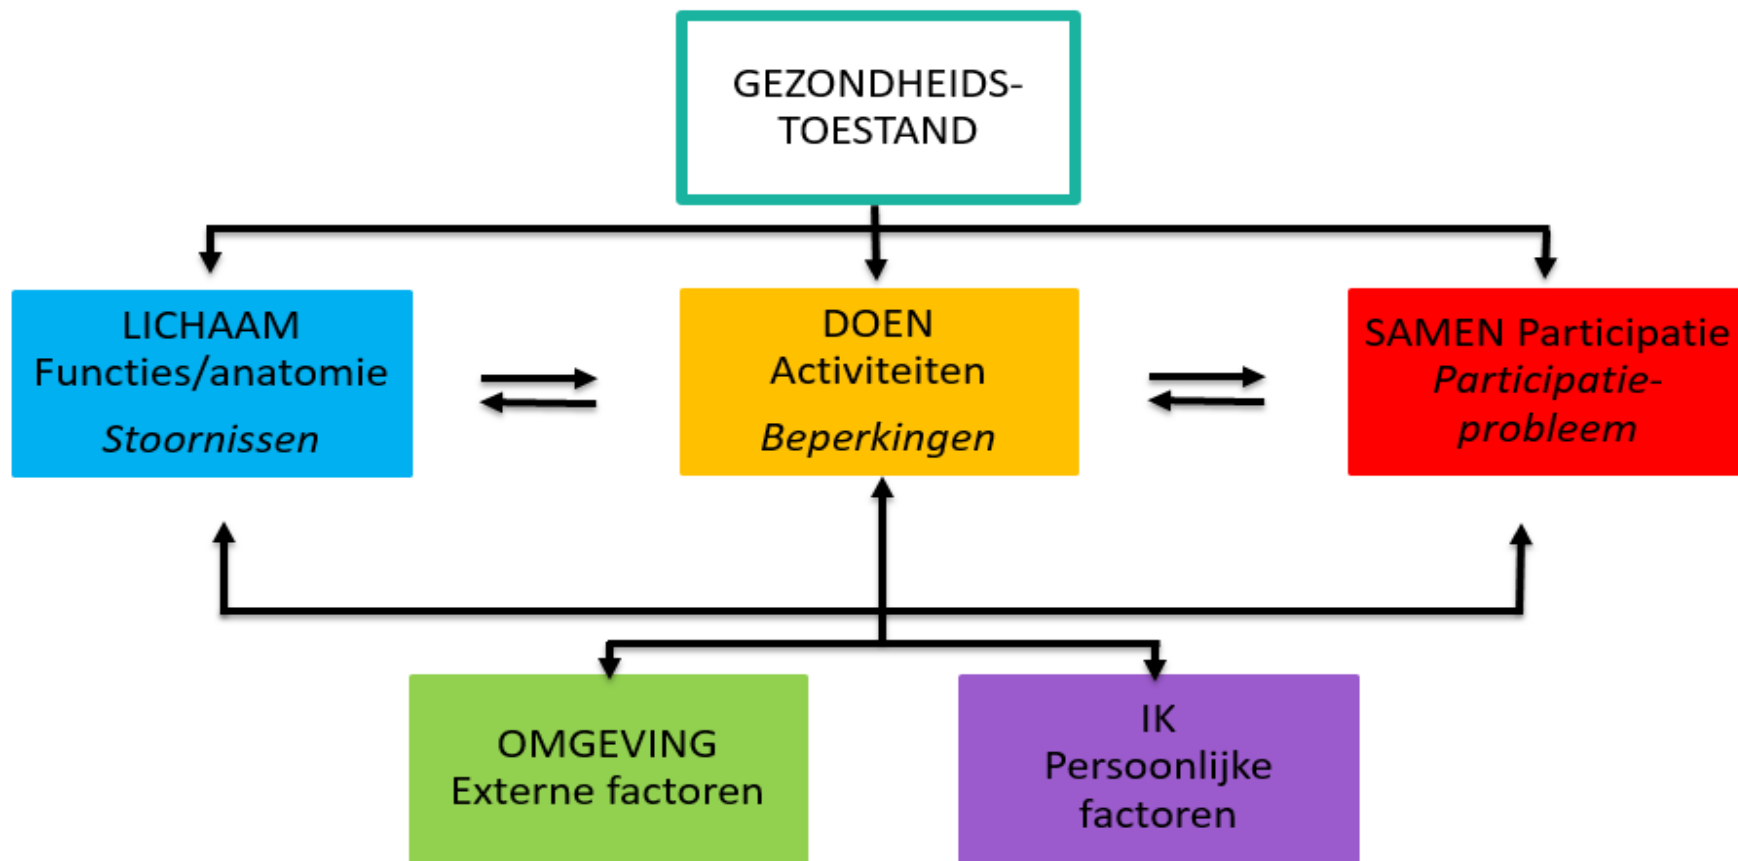 GEZONDHEIDS-
TOESTAND
LICHAAM
Functies/anatomie
Stoornissen
DOEN
Activiteiten
Beperkingen
SAMEN Participatie
Participatie-
probleem
OMGEVING
Externe factoren
IK
Persoonlijke
factoren